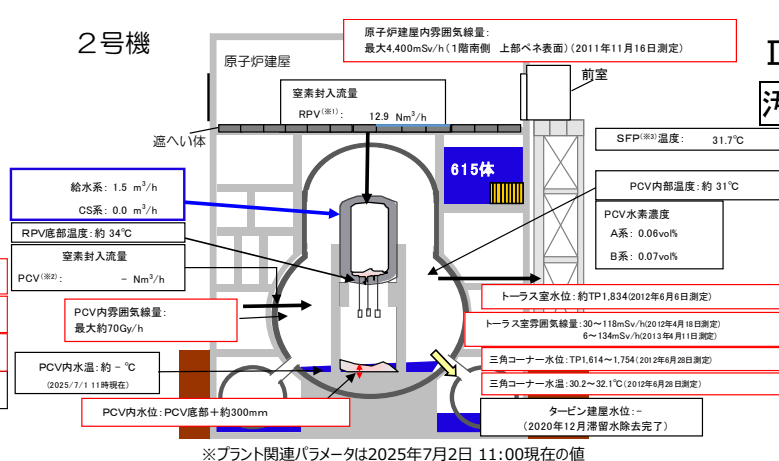 2号機
原子炉建屋内雰囲気線量:
最大4,400mSv/h(1階南側 上部ペネ表面)(2011年11月16日測定)
原子炉建屋
前室
窒素封入流量
RPV(※1): 12.9 Nm³/h
遮へい体
SFP(※3)温度: 31.7℃
615体
給水系: 1.5 m³/h
CS系: 0.0 m³/h
PCV内部温度:約 31℃
PCV水素濃度
A系: 0.06vol%
B系: 0.07vol%
RPV底部温度:約 34℃
窒素封入流量
PCV(※2): - Nm³/h
トーラス室水位:約TP1,834(2012年6月6日測定)
PCV内雰囲気線量:
最大約70Gy/h
トーラス室雰囲気線量:30～118mSv/h(2012年4月18日測定)
6～134mSv/h(2013年4月11日測定)
三角コーナー水位:TP1,614～1,754(2012年6月28日測定)
PCV内水温:約 - ℃
(2025/7/1 11時現在)
三角コーナー水温:30.2～32.1℃(2012年6月28日測定)
PCV内水位:PCV底部+約300mm
タービン建屋水位:-
(2020年12月滞留水除去完了)
※プラント関連パラメータは2025年7月2日 11:00現在の値